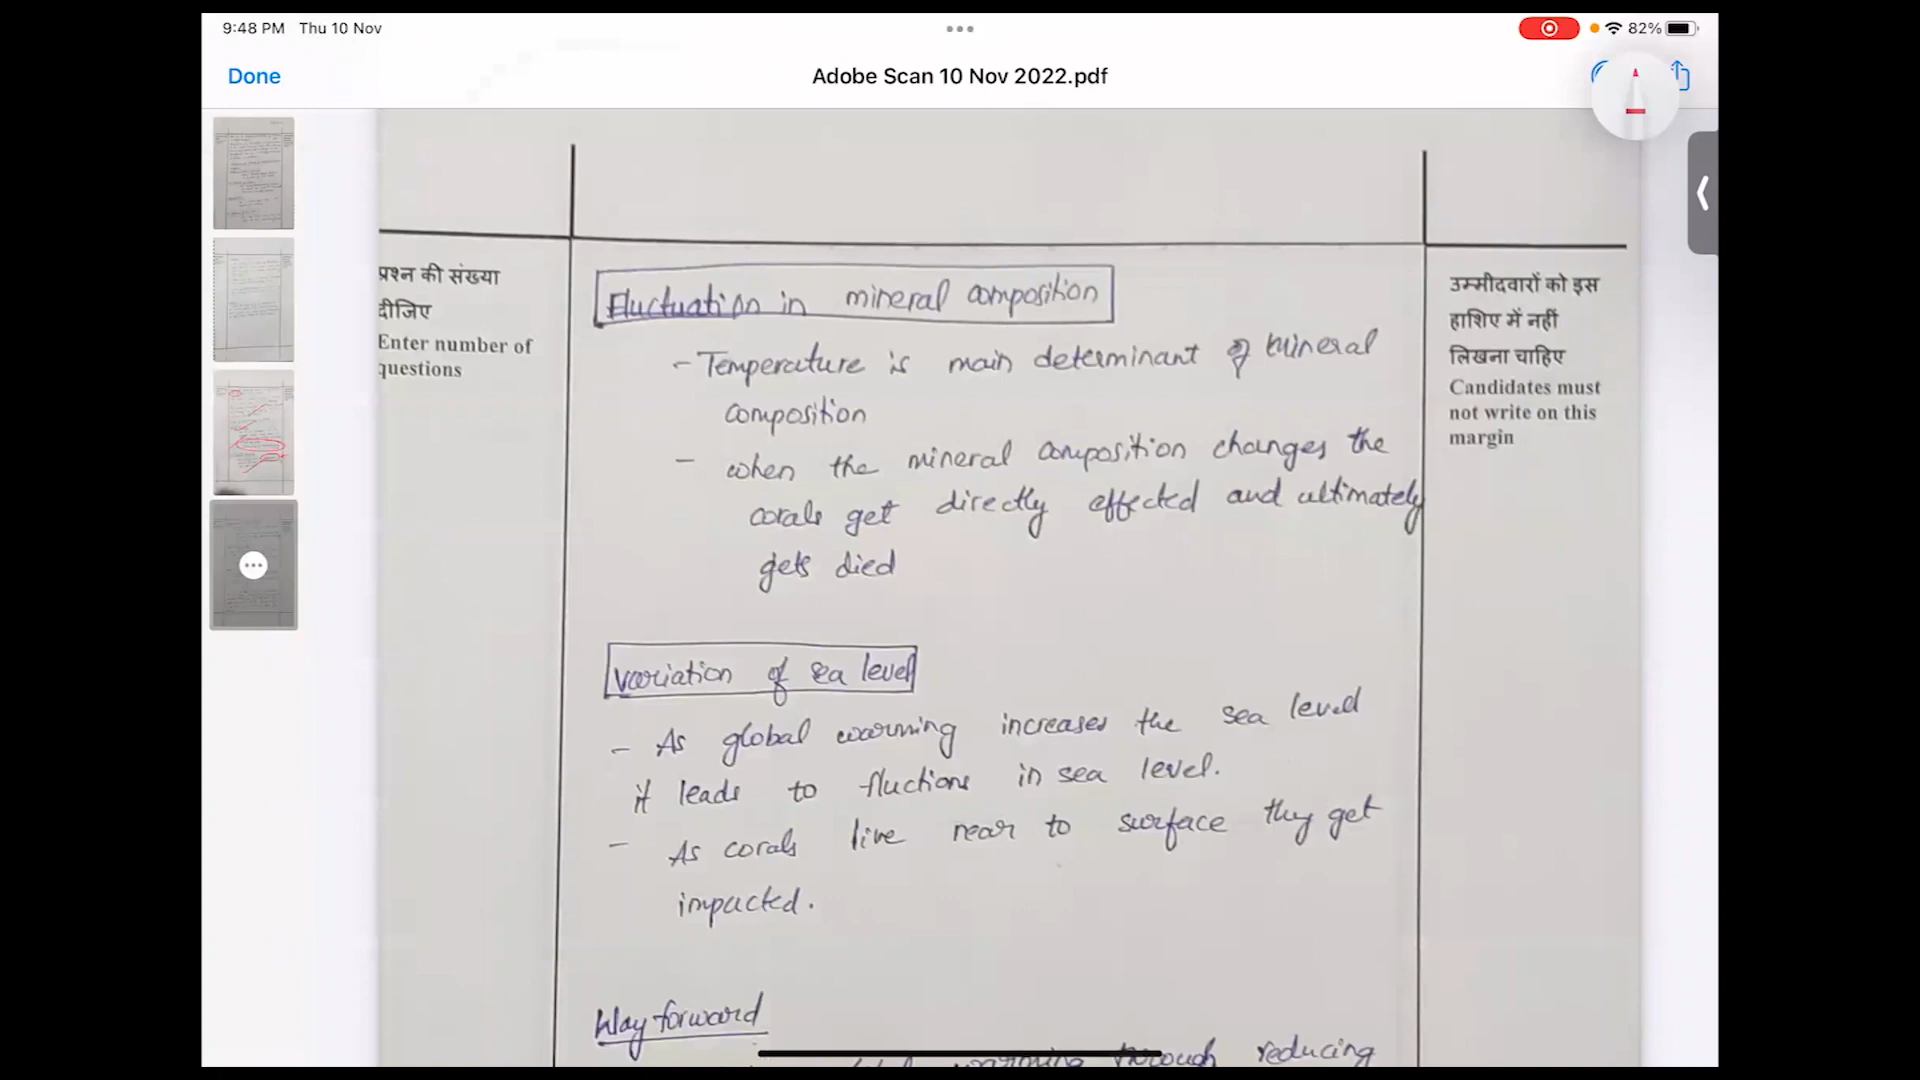 9:48 PM Thu 10 Nov
82%
Done
Adobe Scan 10 Nov 2022.pdf
प्रश्न की संख्या
दीजिए
Enter number of
questions
Fluctuation in mineral composition
- Temperature is main determinant of mineral
composition
- when the mineral composition changes the
corals get directly effected and ultimately
gets died
variation of sea level
- As global warming increases the sea level
it leads to fluctions in sea level.
- As corals live near to surface they get
impacted.
Way forward
warming through reducing
उम्मीदवारों को इस
हाशिए में नहीं
लिखना चाहिए
Candidates must
not write on this
margin